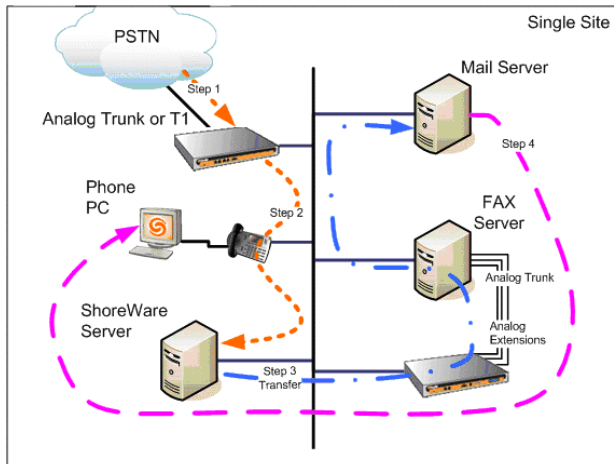 Single Site
PSTN
Step 1
Mail Server
Analog Trunk or T1
Step 4
Phone
PC
Step 2
FAX
Server
Analog Trunk
ShoreWare
Server
Analog
Extensions
Step 3
Transfer